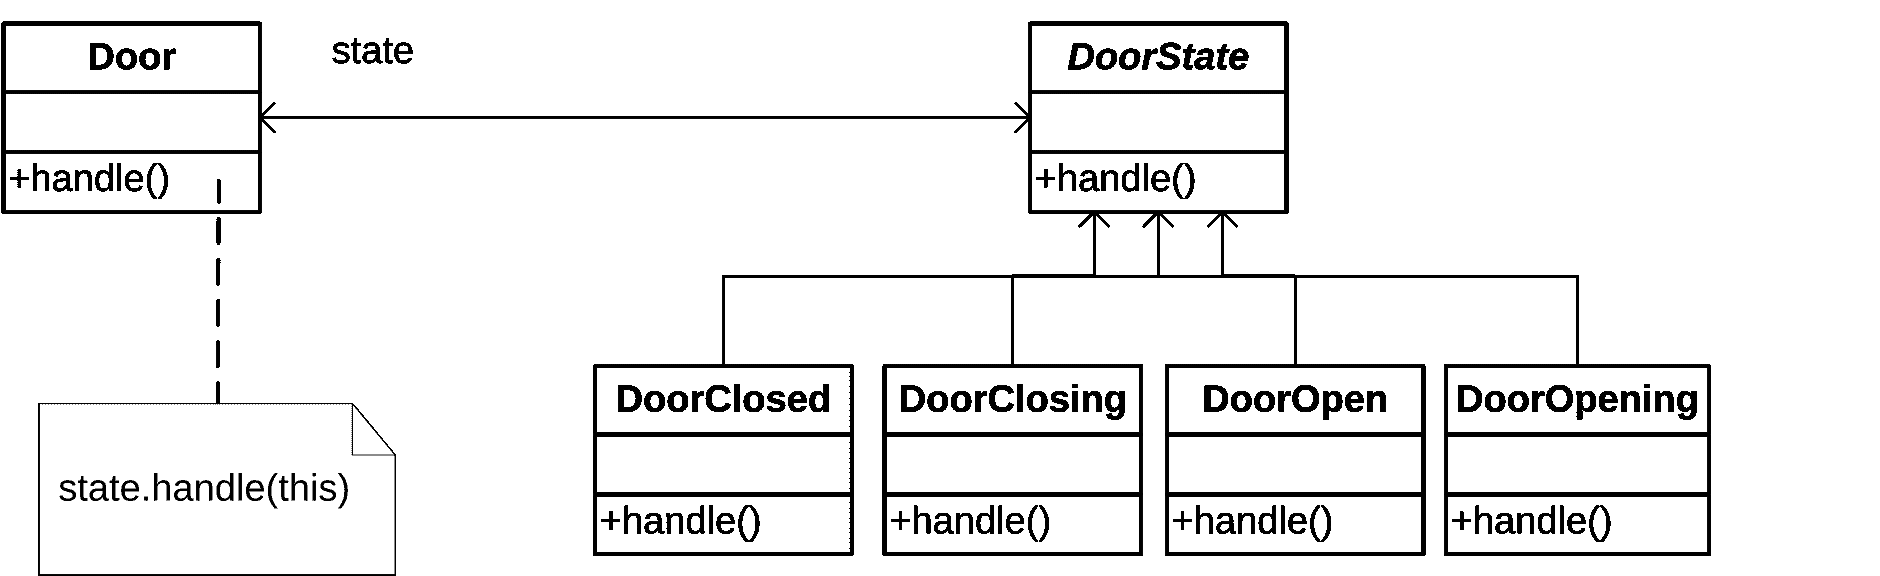 Door
state
DoorState
+handle()
+handle()
DoorClosed
DoorClosing
DoorOpen
DoorOpening
state.handle(this)
+handle()
+handle()
+handle()
+handle()